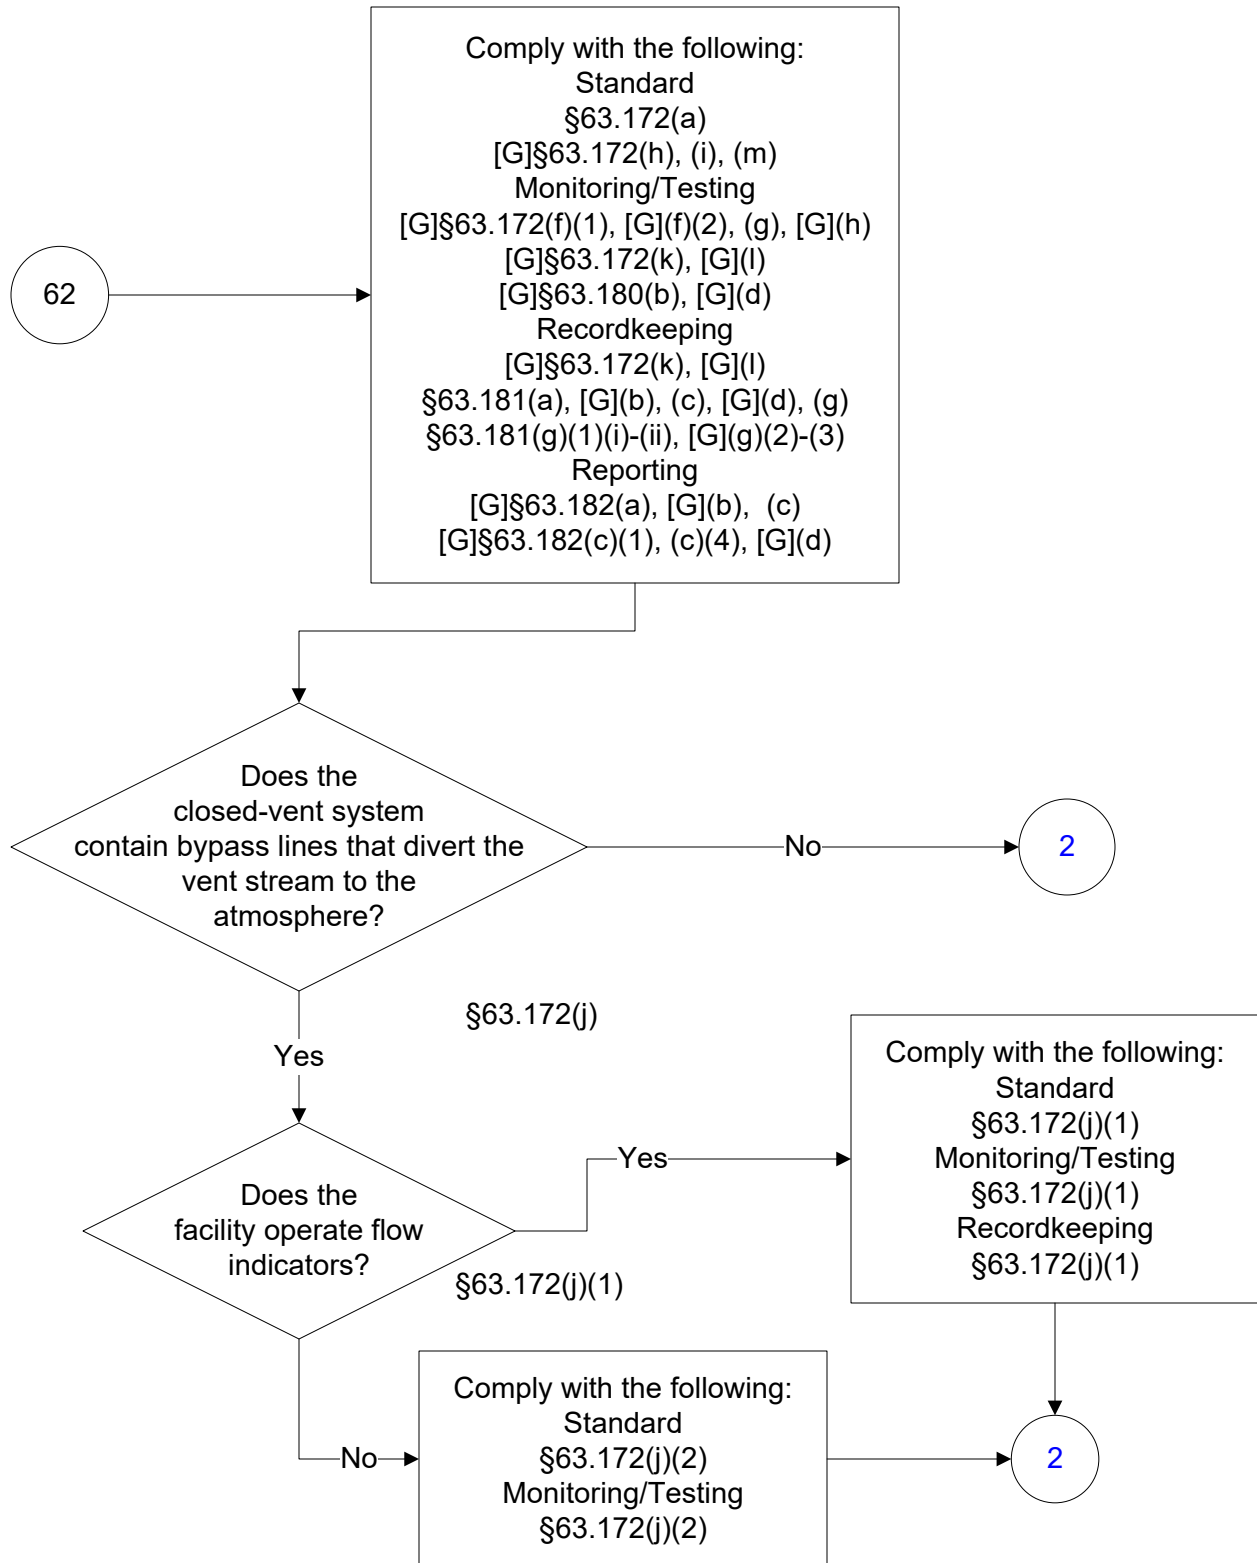 Comply with the following:
Standard
§63.172(a)
[G]§63.172(h), (i), (m)
Monitoring/Testing
[G]§63.172(f)(1), [G](f)(2), (g), [G](h)
[G]§63.172(k), [G](l)
[G]§63.180(b), [G](d)
Recordkeeping
[G]§63.172(k), [G](l)
§63.181(a), [G](b), (c), [G](d), (g)
§63.181(g)(1)(i)-(ii), [G](g)(2)-(3)
Reporting
[G]§63.182(a), [G](b),  (c)
[G]§63.182(c)(1), (c)(4), [G](d)
62
Does the
closed-vent system
contain bypass lines that divert the
vent stream to the
atmosphere?
No
2
§63.172(j)
Yes
Does the
facility operate flow
indicators?
Yes
§63.172(j)(1)
Comply with the following:
Standard
§63.172(j)(1)
Monitoring/Testing
§63.172(j)(1)
Recordkeeping
§63.172(j)(1)
No
Comply with the following:
Standard
§63.172(j)(2)
Monitoring/Testing
§63.172(j)(2)
2